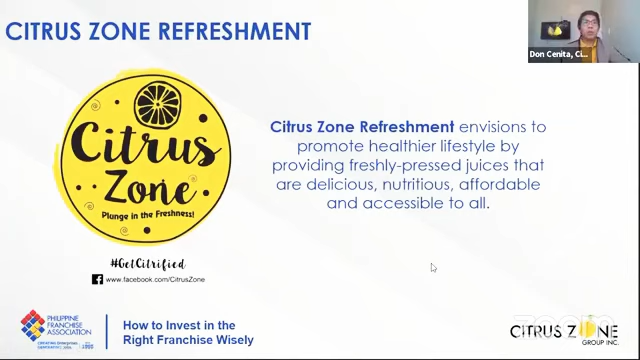 CITRUS ZONE REFRESHMENT
Don Cenita, Ci...
Citrus
Zone
Plunge in the Freshness!
#GetCitrified
www.facebook.com/CitrusZone
Citrus Zone Refreshment envisions to
promote healthier lifestyle by
providing freshly-pressed juices that
are delicious, nutritious, affordable
and accessible to all.
PHILIPPINE
FRANCHISE
ASSOCIATION
How to Invest in the
Right Franchise Wisely
zoom
CITRUS ZONE
GROUP INC.